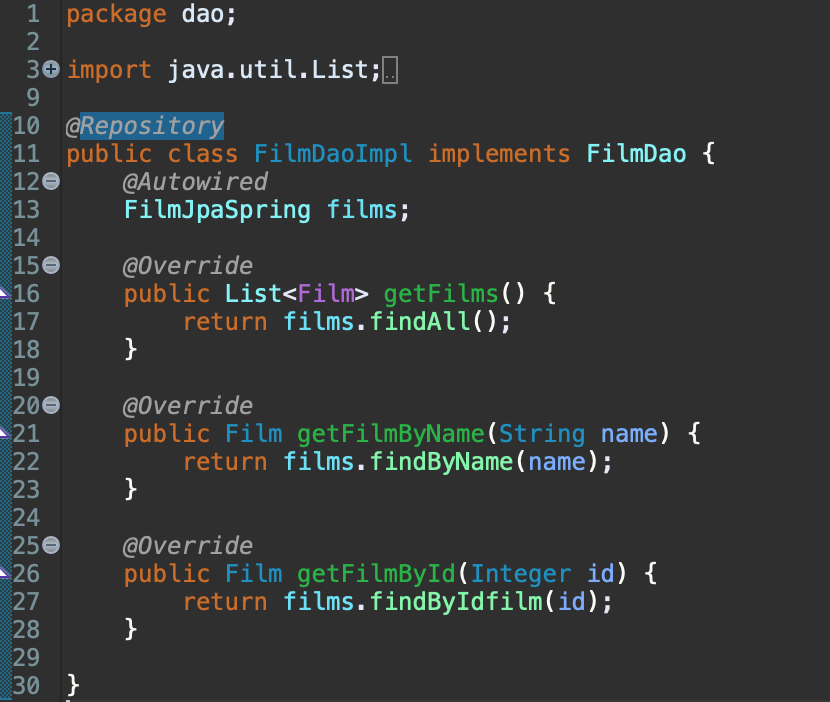 1 package dao;
2
3 import java.util.List;..
9
10 @Repository
11 public class FilmDaoImpl implements FilmDao {
12     @Autowired
13     FilmJpaSpring films;
14
15     @Override
16     public List<Film> getFilms() {
17         return films.findAll();
18     }
19
20     @Override
21     public Film getFilmByName(String name) {
22         return films.findByName(name);
23     }
24
25     @Override
26     public Film getFilmById(Integer id) {
27         return films.findByIdfilm(id);
28     }
29
30 }